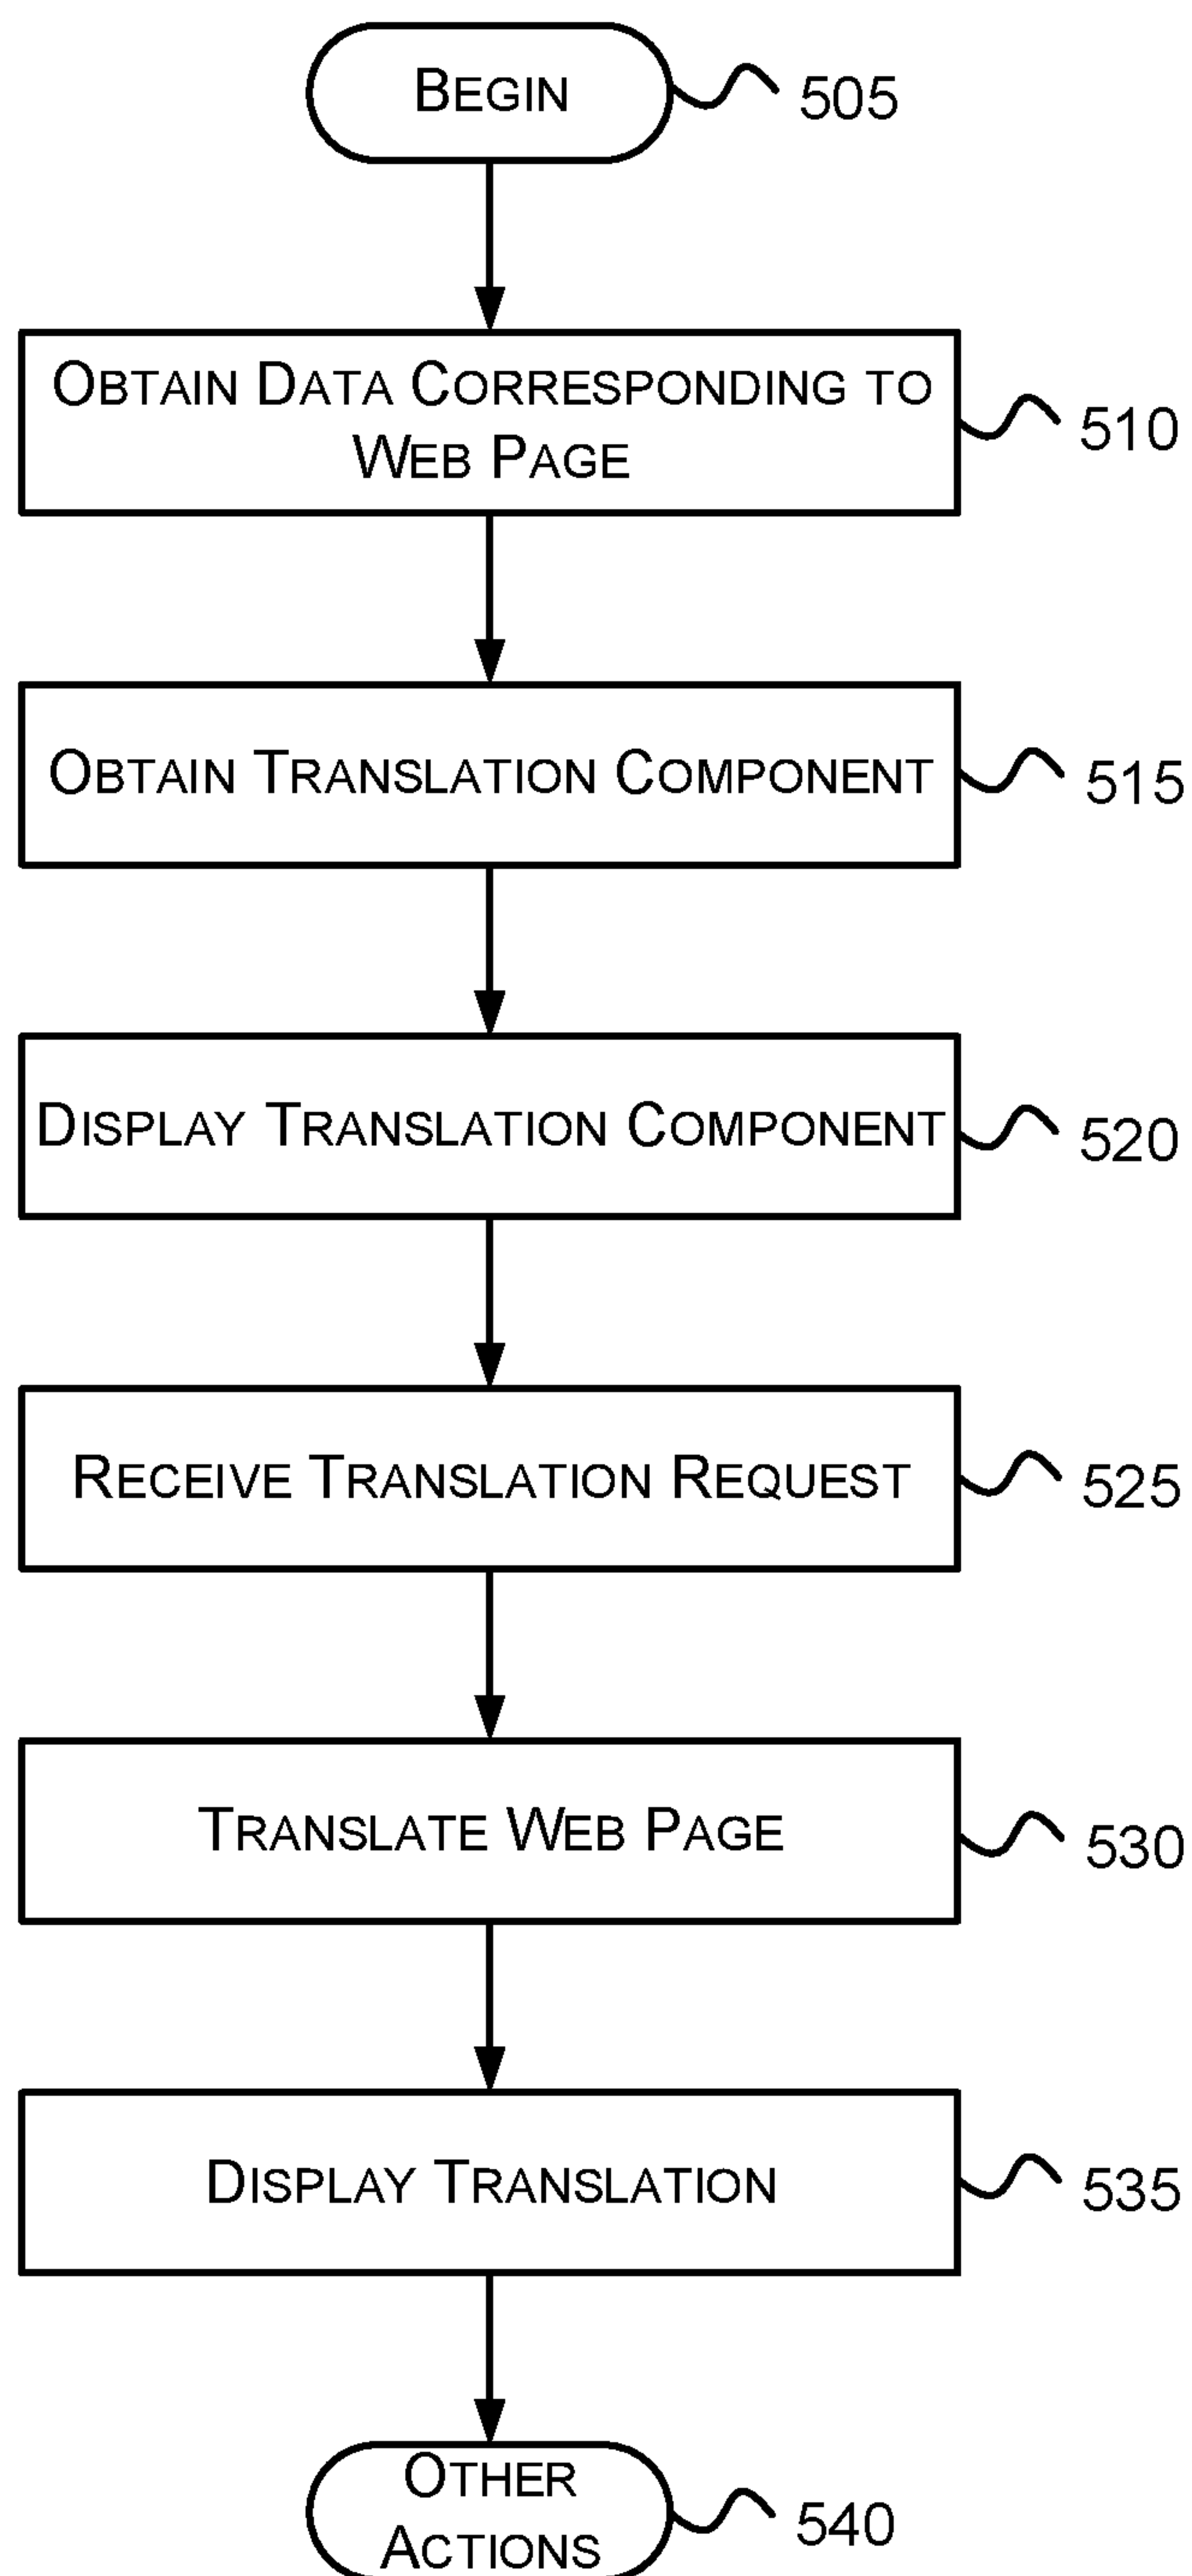 BEGIN
505
OBTAIN DATA CORRESPONDING TO
WEB PAGE
510
OBTAIN TRANSLATION COMPONENT
515
DISPLAY TRANSLATION COMPONENT
520
RECEIVE TRANSLATION REQUEST
525
TRANSLATE WEB PAGE
530
DISPLAY TRANSLATION
535
OTHER
ACTIONS
540